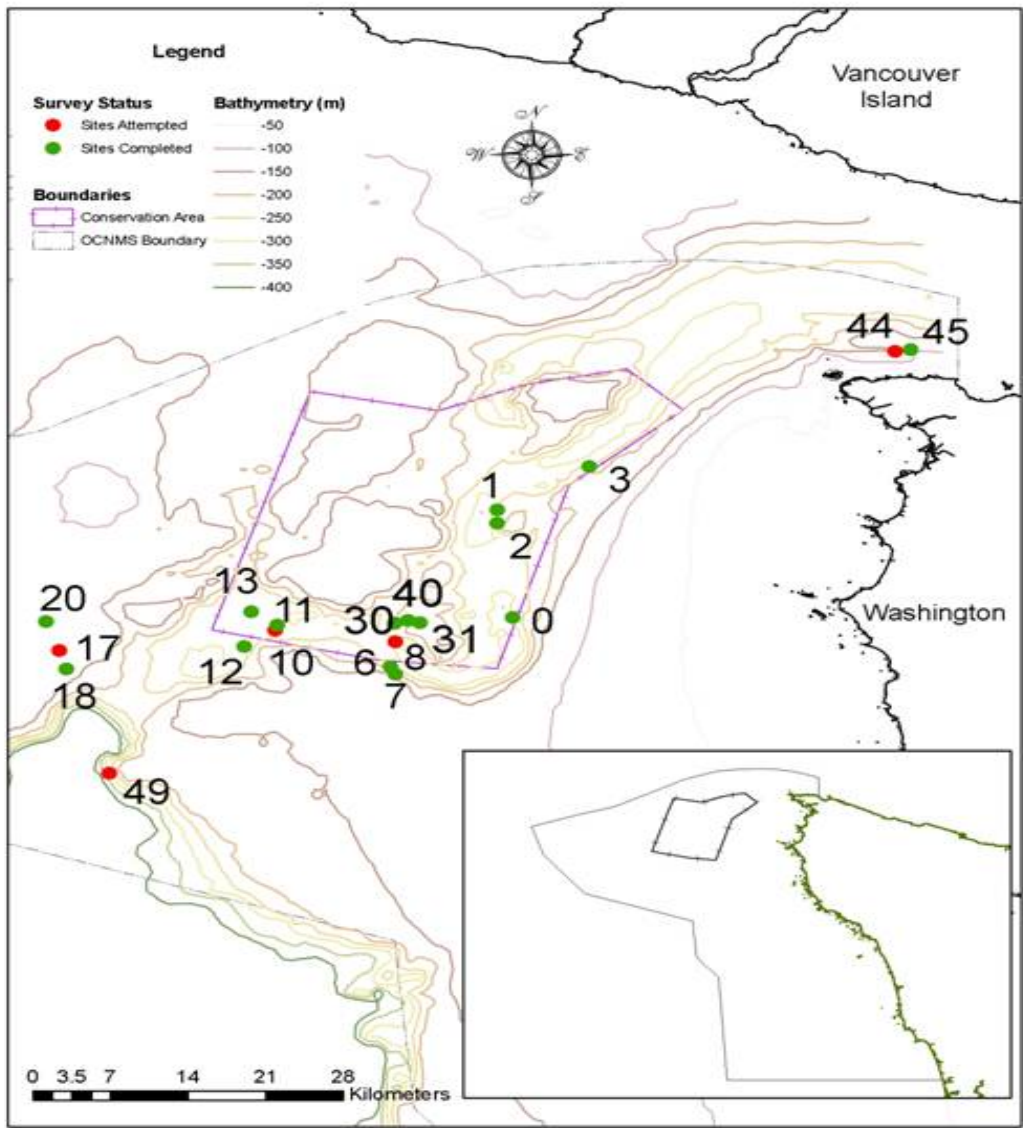 Legend
Survey Status
Sites Attempted
Sites Completed
Boundaries
Conservation Area
OCNMS Boundary
Bathymetry (m)
-50
-100
-150
-200
-250
-300
-350
-400
N
W E
S
Vancouver
Island
44 45
3
1
2
13
20
11
30 40
0
Washington
17
31
12 10 6 8
18
7
49
0 3.5 7 14 21 28
Kilometers